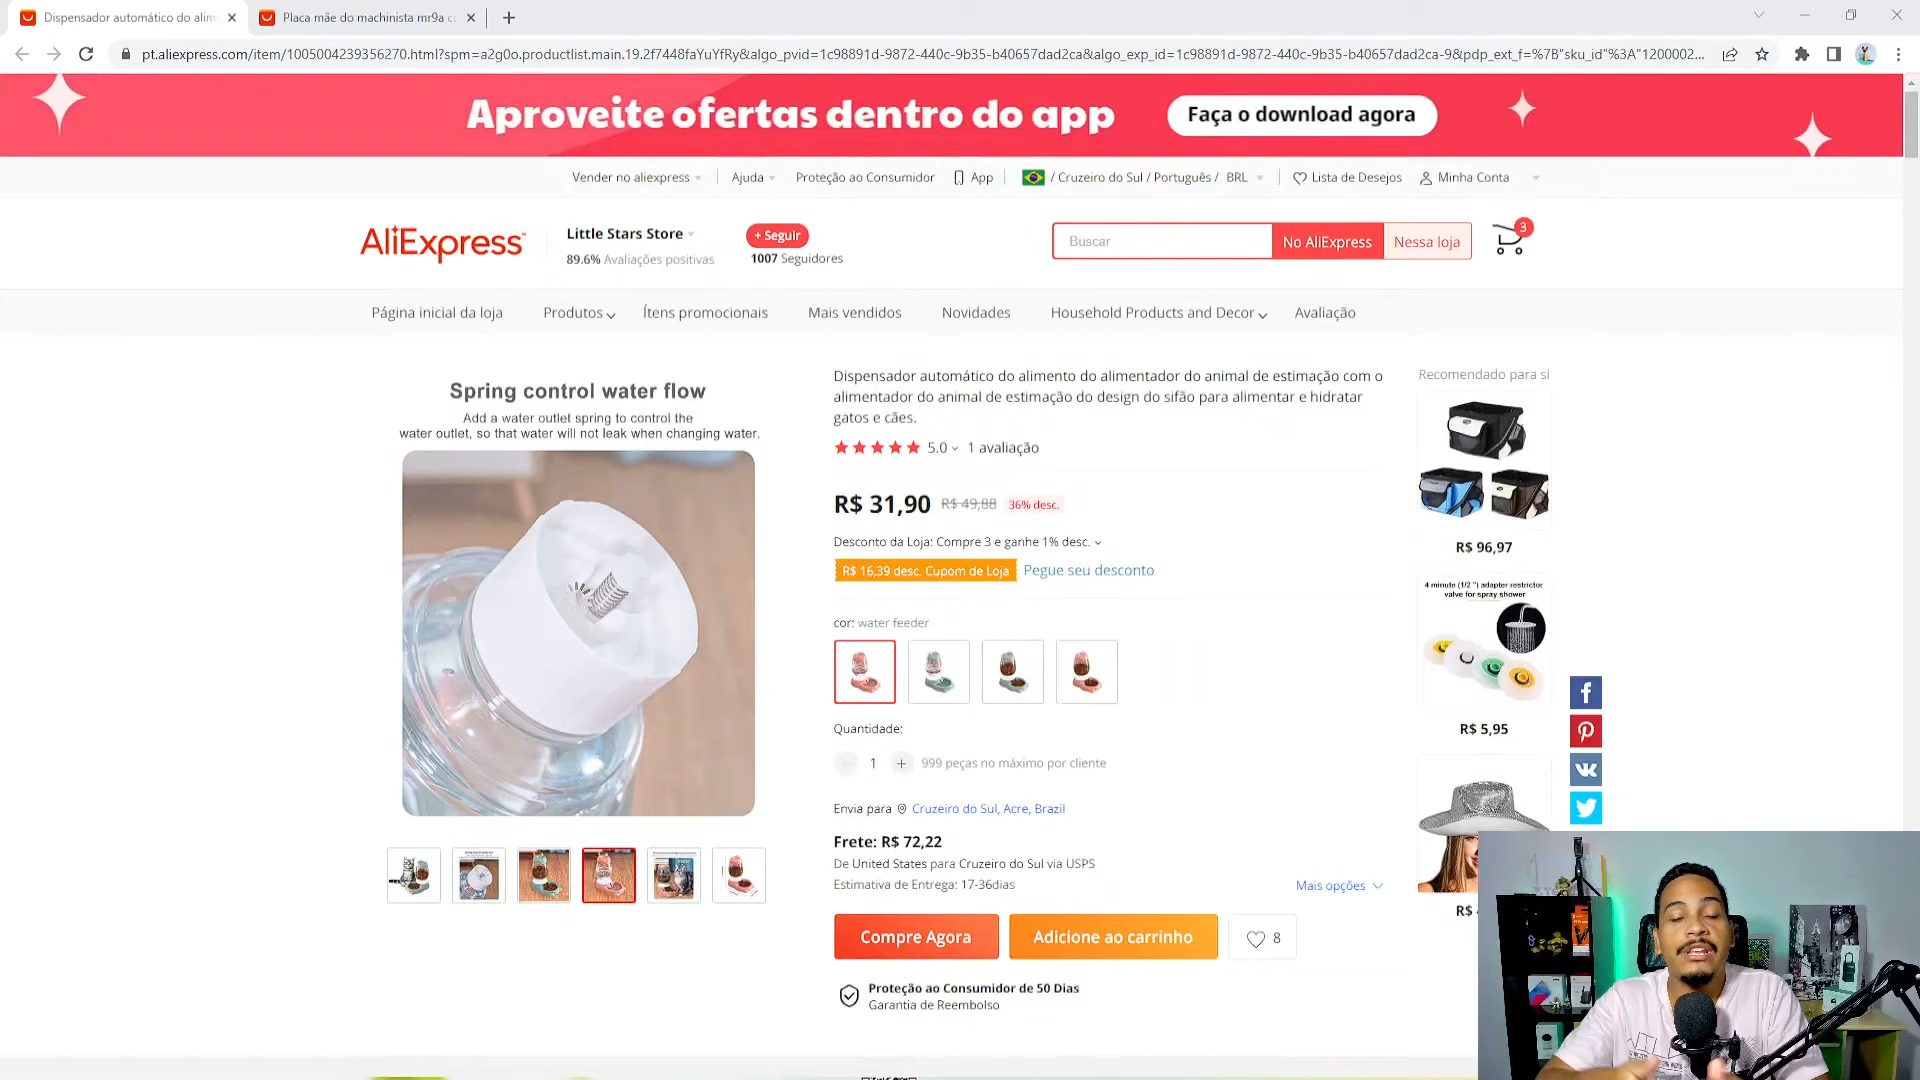 Dispensador automático do alim
Placa mãe do machinista mr9a co
pt.aliexpress.com/item/1005004239356270.html?spm=a2g0o.productlist.main.19.2f7448faYuYfRy&algo_pvid=1c98891d-9872-440c-9b35-b40657dad2ca&algo_exp_id=1c98891d-9872-440c-9b35-b40657dad2ca-9&pdp_ext_f=%7B"sku_id"%3A"1200002...
Aproveite ofertas dentro do app
Faça o download agora
Vender no aliexpress
Ajuda
Proteção ao Consumidor
App
/ Cruzeiro do Sul / Português / BRL
Lista de Desejos
Minha Conta
AliExpress
Little Stars Store
89.6% Avaliações positivas
+ Seguir
1007 Seguidores
Buscar
No AliExpress
Nessa loja
3
Página inicial da loja
Produtos
Ítens promocionais
Mais vendidos
Novidades
Household Products and Decor
Avaliação
Spring control water flow
Add a water outlet spring to control the
water outlet, so that water will not leak when changing water.
Dispensador automático do alimento do alimentador do animal de estimação com o
alimentador do animal de estimação do design do sifão para alimentar e hidratar
gatos e cães.
5.0 1 avaliação
R$ 31,90 R$ 49,88 36% desc.
Desconto da Loja: Compre 3 e ganhe 1% desc.
R$ 16,39 desc. Cupom de Loja Pegue seu desconto
cor: water feeder
Quantidade:
1 + 999 peças no máximo por cliente
Envia para Cruzeiro do Sul, Acre, Brazil
Frete: R$ 72,22
De United States para Cruzeiro do Sul via USPS
Estimativa de Entrega: 17-36dias
Mais opções
Compre Agora
Adicione ao carrinho
8
Proteção ao Consumidor de 50 Dias
Garantia de Reembolso
Recomendado para si
R$ 96,97
4 minute (1/2 ") adapter restrictor
valve for spray shower
R$ 5,95